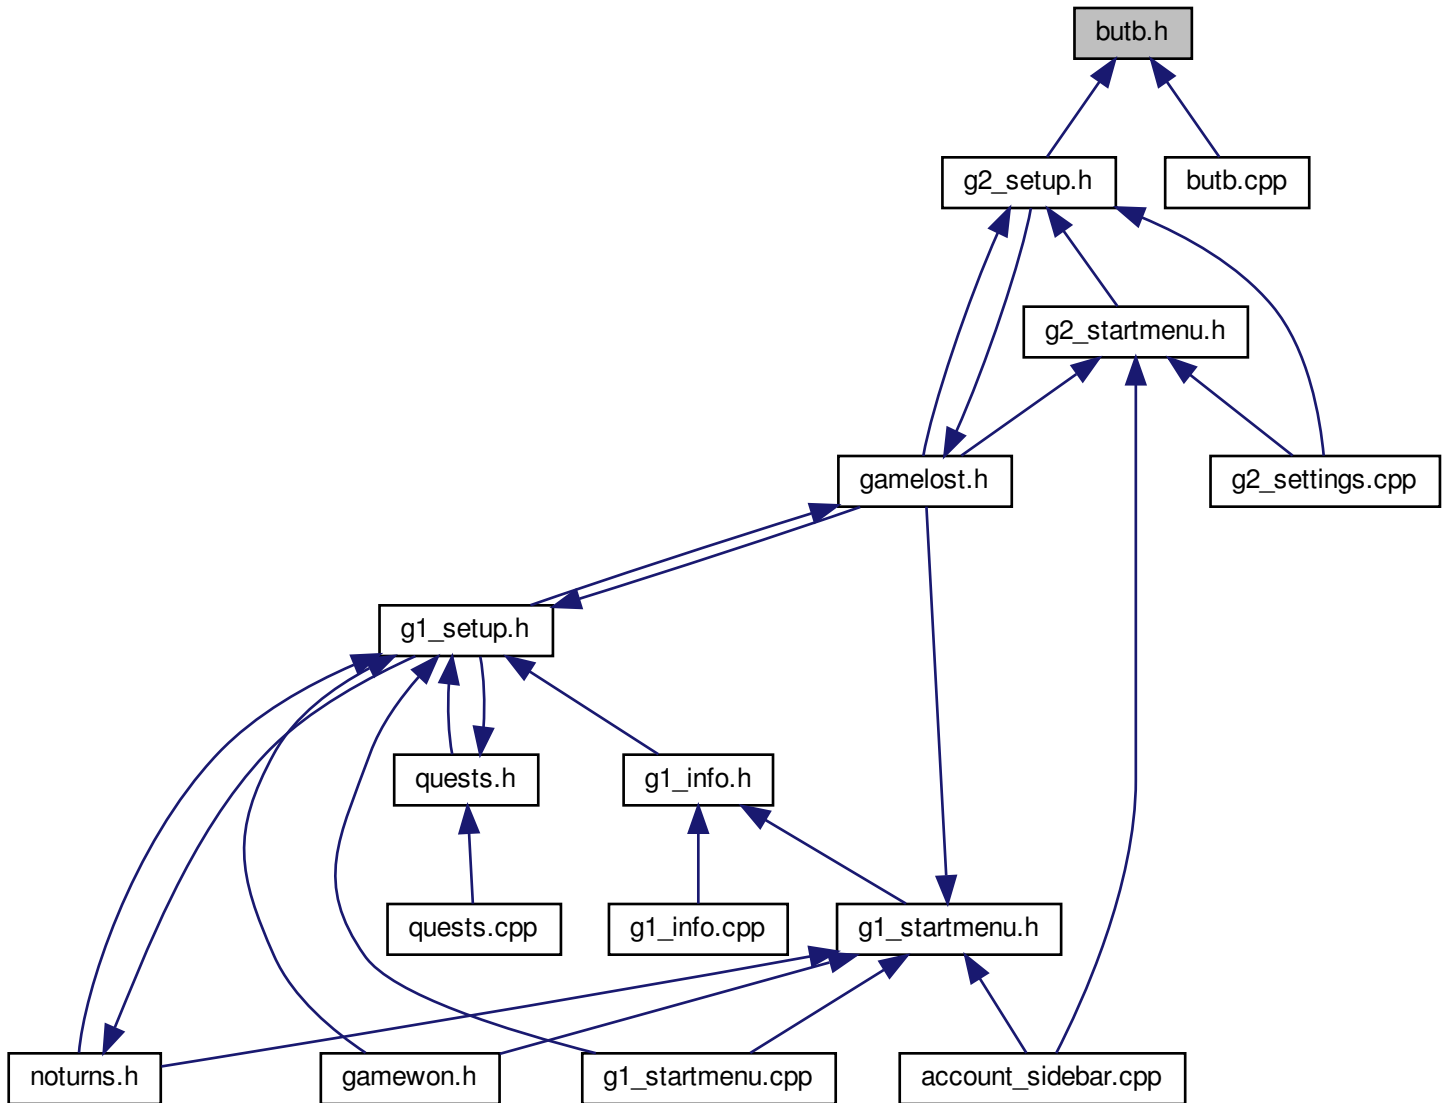 butb.h
g2_setup.h
butb.cpp
g2_startmenu.h
gamelost.h
g2_settings.cpp
g1_setup.h
quests.h
g1_info.h
quests.cpp
g1_info.cpp
g1_startmenu.h
noturns.h
gamewon.h
g1_startmenu.cpp
account_sidebar.cpp